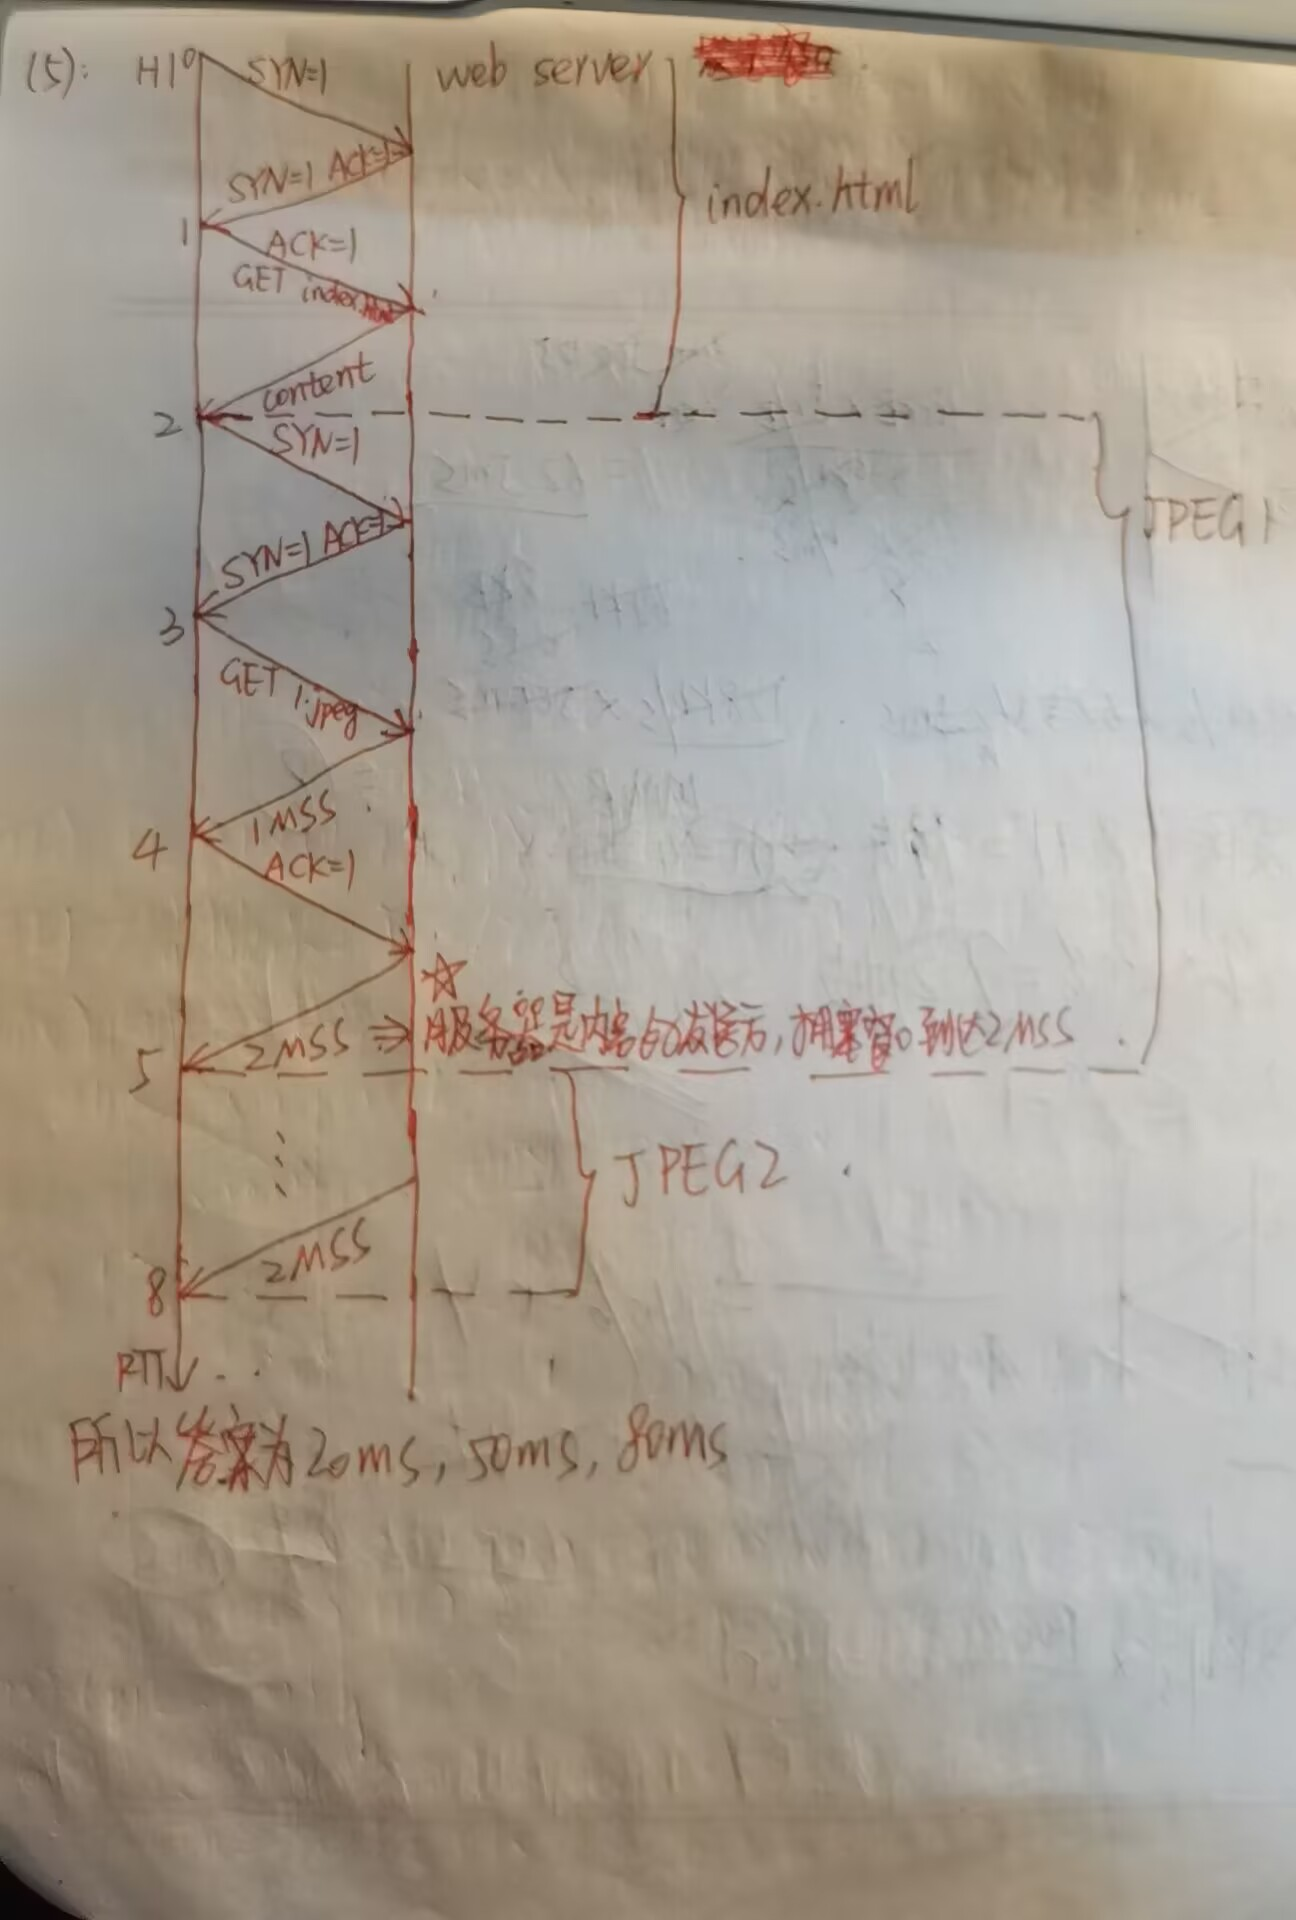 (5): H1 0 SYN=1 web server
SYN=1 ACK=1
index.html
1 ACK=1
GET index.html
content
2
SYN=1
JPEG1
SYN=1 ACK=1
3
GET 1.jpeg
1MSS
4
ACK=1
☆
2MSS ⇒ 服务器是内容的发送方,拥塞窗口到达2MSS
5
JPEG2
2MSS
8
RTT
所以答案为20ms, 50ms, 80ms